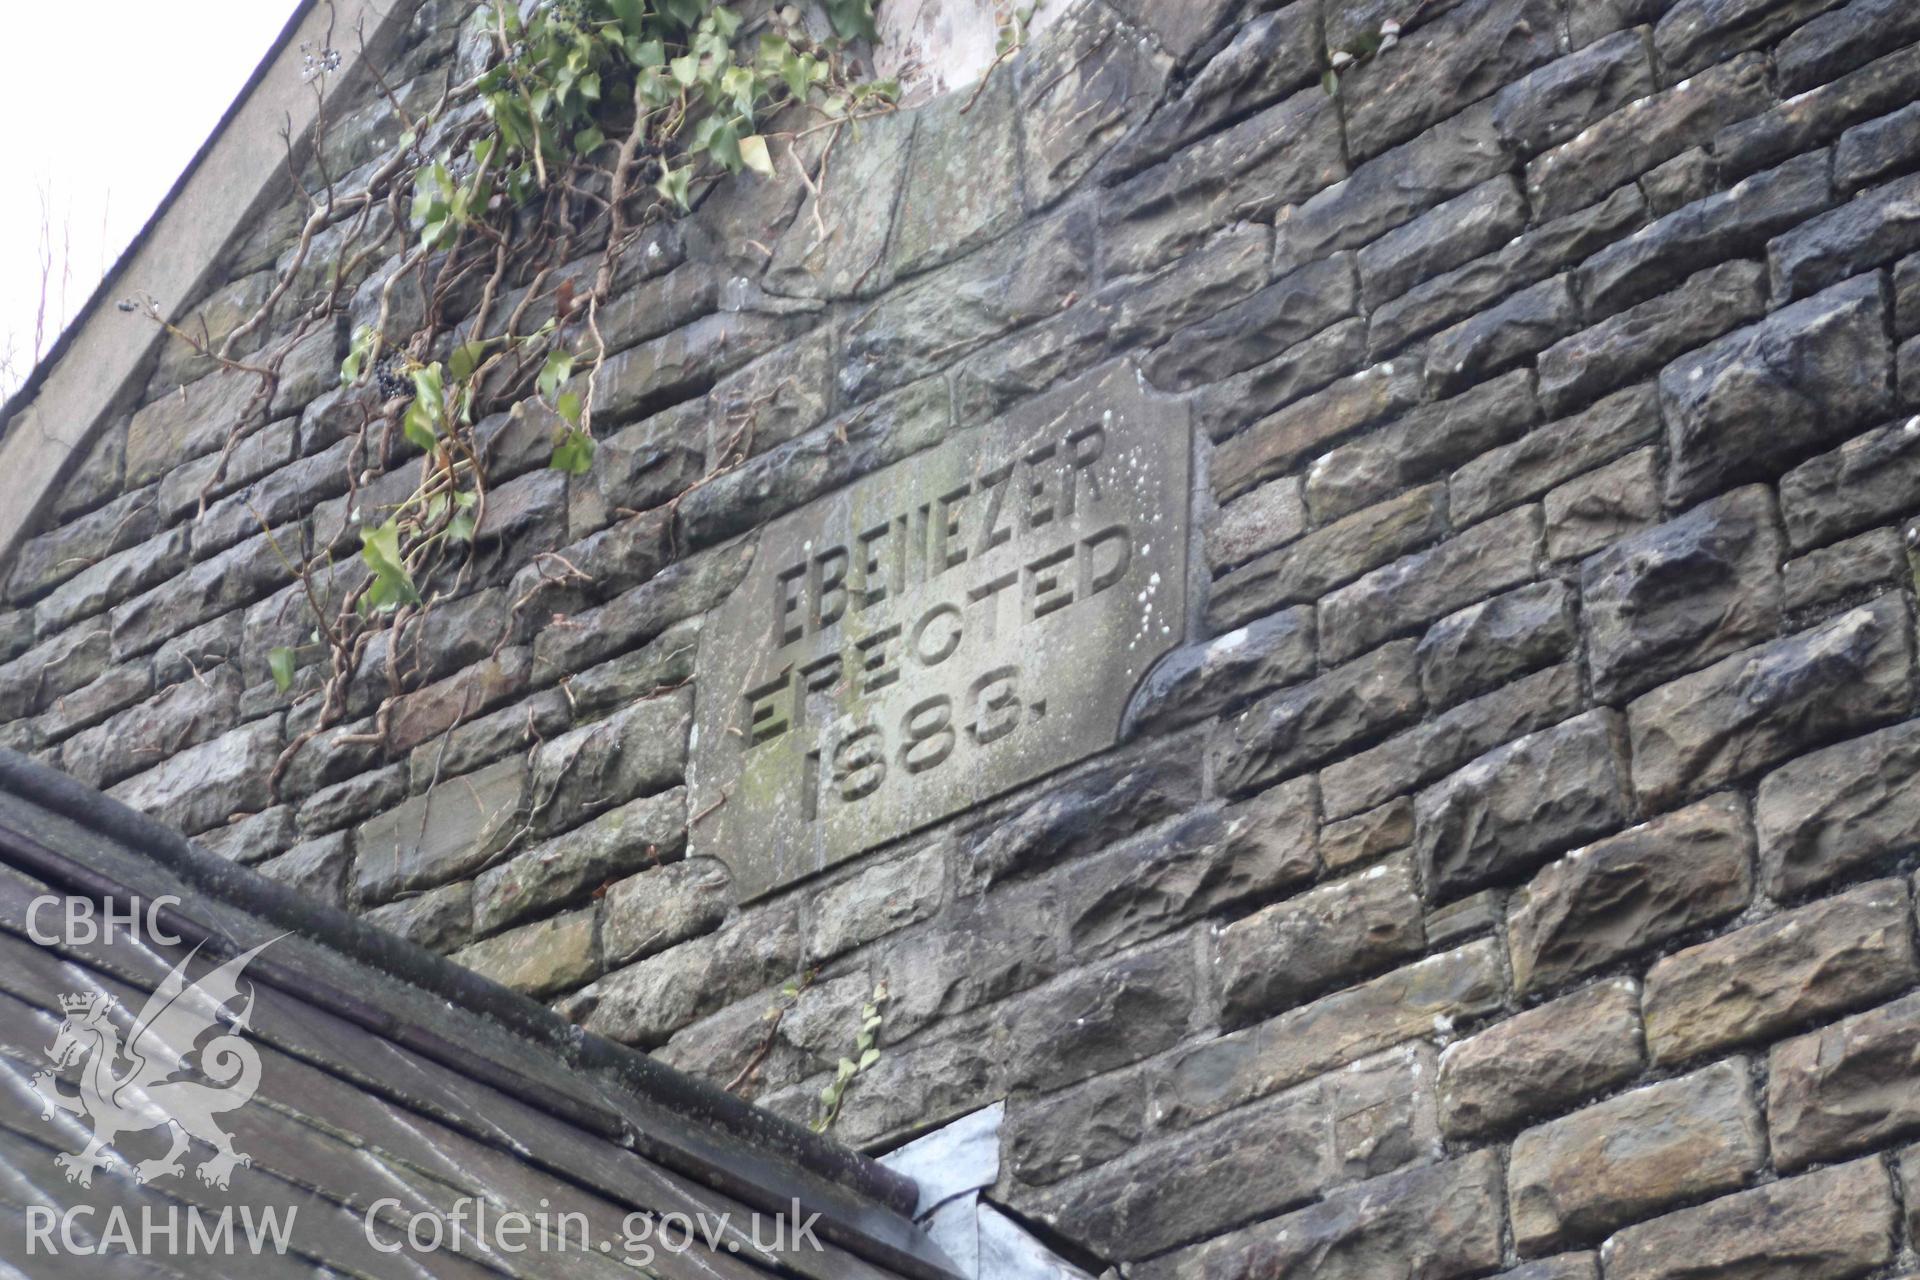 EBENEZER
ERECTED
1883.
CBHC
RCAHMW
Coflein.gov.uk